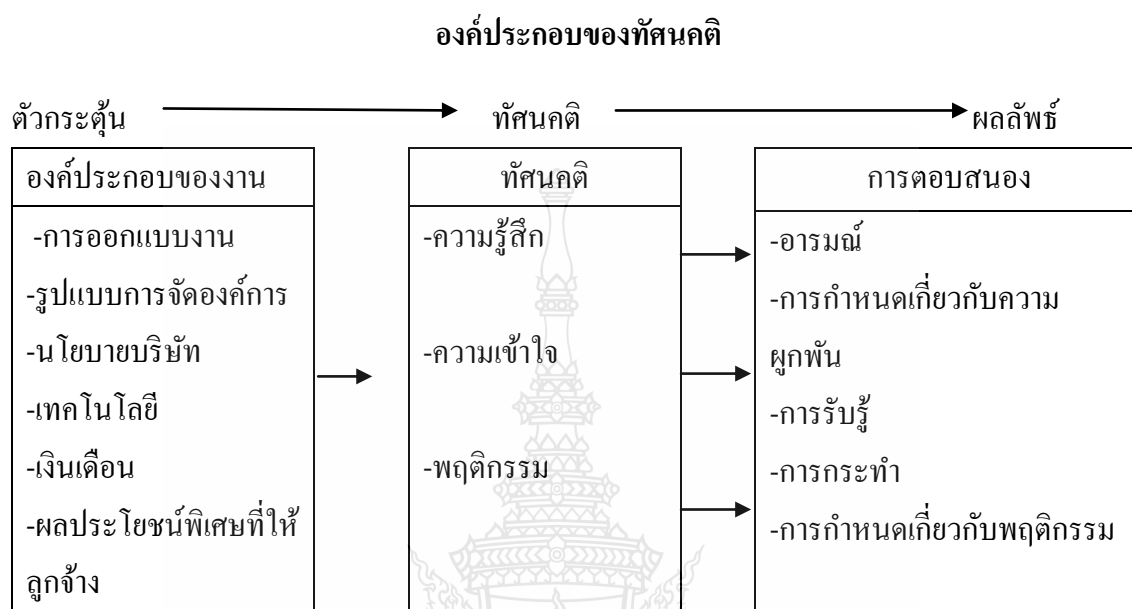 องค์ประกอบของทัศนคติ
ตัวกระตุ้น
ทัศนคติ
ผลลัพธ์
องค์ประกอบของงาน
-การออกแบบงาน
-รูปแบบการจัดองค์การ
-นโยบายบริษัท
-เทคโนโลยี
-เงินเดือน
-ผลประโยชน์พิเศษที่ให้
ลูกจ้าง
ทัศนคติ
-ความรู้สึก
-ความเข้าใจ
-พฤติกรรม
การตอบสนอง
-อารมณ์
-การกำหนดเกี่ยวกับความ
ผูกพัน
-การรับรู้
-การกระทำ
-การกำหนดเกี่ยวกับพฤติกรรม